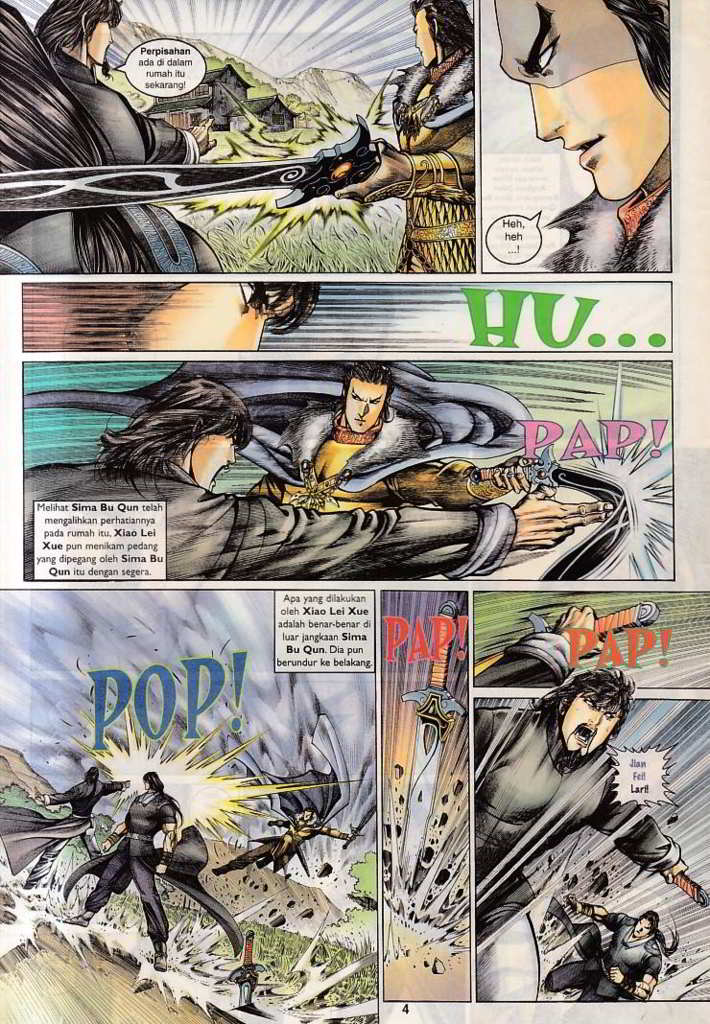 Perpisahan
ada di dalam
rumah itu
sekarang!
Heh,
heh
...!
HU...
PAP!
Melihat Sima Bu Qun telah
mengalihkan perhatiannya
pada rumah itu, Xiao Lei
Xue pun menikam pedang
yang dipegang oleh Sima Bu
Qun itu dengan segera.
Apa yang dilakukan
oleh Xiao Lei Xue
adalah benar-benar di
luar jangkaan Sima
Bu Qun. Dia pun
berundur ke belakang.
POP!
PAP!
PAP!
Jian
Fei!
Lari!!
4